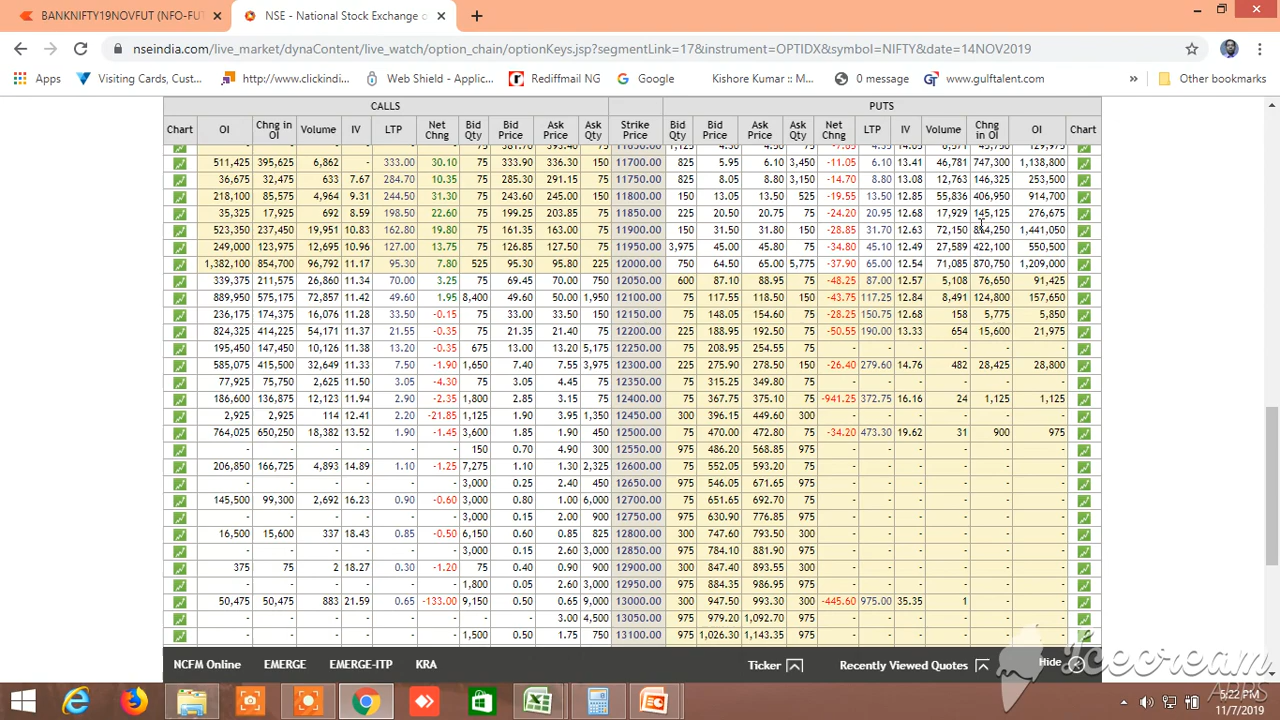 BANKNIFTY19NOVFUT (NFO-FUT
NSE - National Stock Exchange o
nseindia.com/live_market/dynaContent/live_watch/option_chain/optionKeys.jsp?segmentLink=17&instrument=OPTIDX&symbol=NIFTY&date=14NOV2019
Apps Visiting Cards, Cust... http://www.clickindi... Web Shield - Applic... Rediffmail NG Google Kishore Kumar :: M... 0 message www.gulftalent.com » Other bookmarks
CALLS PUTS
Chart OI Chng in OI Volume IV LTP Net Chng Bid Qty Bid Price Ask Price Ask Qty Strike Price Bid Qty Bid Price Ask Price Ask Qty Net Chng LTP IV Volume Chng in OI OI Chart
511,425 395,625 6,862 - 333.00 30.10 75 333.90 336.30 150 11700.00 825 5.95 6.10 3,450 -11.05 6.10 13.41 46,781 747,300 1,138,800
36,675 32,475 633 7.67 284.70 10.35 75 285.30 291.15 75 11750.00 825 8.05 8.80 3,150 -14.70 8.80 13.08 12,763 146,325 253,500
218,100 85,575 4,964 9.31 244.50 31.30 75 243.60 245.00 75 11800.00 150 13.05 13.50 525 -19.55 13.50 12.85 55,836 406,950 914,700
35,325 17,925 692 8.59 198.50 22.60 75 199.25 203.85 75 11850.00 225 20.50 20.75 75 -24.20 20.95 12.68 17,929 145,125 276,675
523,350 237,450 19,951 10.83 162.80 19.80 75 161.35 163.00 75 11900.00 150 31.50 31.80 150 -28.85 31.70 12.63 72,150 1,441,050
249,000 123,975 12,695 10.96 127.00 13.75 75 126.85 127.50 75 11950.00 3,975 45.00 45.80 75 -34.80 45.10 12.49 27,589 422,100 550,500
1,382,100 854,700 96,792 11.17 95.30 7.80 525 95.30 95.80 225 12000.00 750 64.50 65.00 5,775 -37.90 65.00 12.54 71,085 870,750 1,209,000
339,375 211,275 26,860 11.34 70.00 3.25 75 69.45 70.00 750 12050.00 600 87.10 88.95 75 -48.25 87.00 12.57 5,108 76,650 91,425
889,950 575,175 72,857 11.42 49.60 1.95 8,400 49.60 50.00 1,950 12100.00 75 117.55 118.50 150 -43.75 117.25 12.84 8,491 124,800 157,650
236,175 174,375 16,076 11.28 33.50 -0.15 75 33.00 33.50 150 12150.00 75 148.05 154.60 75 -28.25 150.75 12.68 158 5,775 5,850
824,325 414,225 54,171 11.37 21.55 -0.35 75 21.35 21.40 75 12200.00 225 188.95 192.50 75 -50.55 190.00 13.33 654 15,600 21,975
195,450 147,450 10,126 11.38 13.20 -0.35 675 13.00 13.20 5,175 12250.00 75 208.95 254.55 75 - - - - - -
585,075 415,500 32,649 11.33 7.50 -1.90 1,650 7.40 7.55 3,975 12300.00 225 275.90 278.50 150 -26.40 279.60 14.76 482 28,425 28,800
77,925 75,750 2,625 11.50 3.05 -4.30 75 3.05 4.45 75 12350.00 75 315.25 349.80 75 - - - - - -
186,600 136,875 12,123 11.94 2.90 -2.35 1,800 2.85 3.15 75 12400.00 75 367.75 375.10 75 -941.25 372.75 16.16 24 1,125 1,125
2,925 2,925 114 12.41 2.20 -21.85 1,125 1.90 3.95 1,350 12450.00 300 396.15 449.60 300 - - - - - -
764,025 650,250 18,382 13.52 1.90 -1.45 3,600 1.85 1.90 450 12500.00 75 470.00 472.80 75 -34.20 473.30 19.62 31 900 975
- - - - - - 150 0.70 4.90 300 12550.00 975 486.20 568.85 975 - - - - - -
206,850 166,725 4,893 14.89 1.10 -1.25 7,275 1.10 1.30 2,325 12600.00 75 552.05 593.20 75 - - - - - -
- - - - - - 3,000 0.25 2.40 450 12650.00 975 546.05 671.65 975 - - - - - -
145,500 99,300 2,692 16.23 0.90 -0.60 3,000 0.80 1.00 6,000 12700.00 75 651.65 692.70 75 - - - - - -
- - - - - - 3,000 0.15 2.00 900 12750.00 975 630.90 776.85 975 - - - - - -
16,500 15,600 337 18.43 0.85 -0.50 6,150 0.60 0.85 825 12800.00 300 747.60 793.50 300 - - - - - -
- - - - - - 3,000 0.15 2.60 3,000 12850.00 975 784.10 881.90 975 - - - - - -
375 75 2 18.27 0.30 -1.20 75 0.40 0.90 900 12900.00 300 847.40 893.55 300 - - - - - -
- - - - - - 1,800 0.05 2.60 3,000 12950.00 975 884.35 986.95 975 - - - - - -
50,475 50,475 883 21.59 0.65 -133.00 9,150 0.50 0.65 9,000 13000.00 300 947.50 993.30 300 -445.60 975.00 35.35 1 - -
- - - - - - - - 3.00 4,500 13050.00 975 979.20 1,092.70 975 - - - - - -
- - - - - - 1,500 0.50 1.75 750 13100.00 975 1,026.30 1,143.35 975 - - - - - -
NCFM Online EMERGE EMERGE-ITP KRA Ticker Recently Viewed Quotes Hide
Icecream
APPS
5:22 PM
11/7/2019